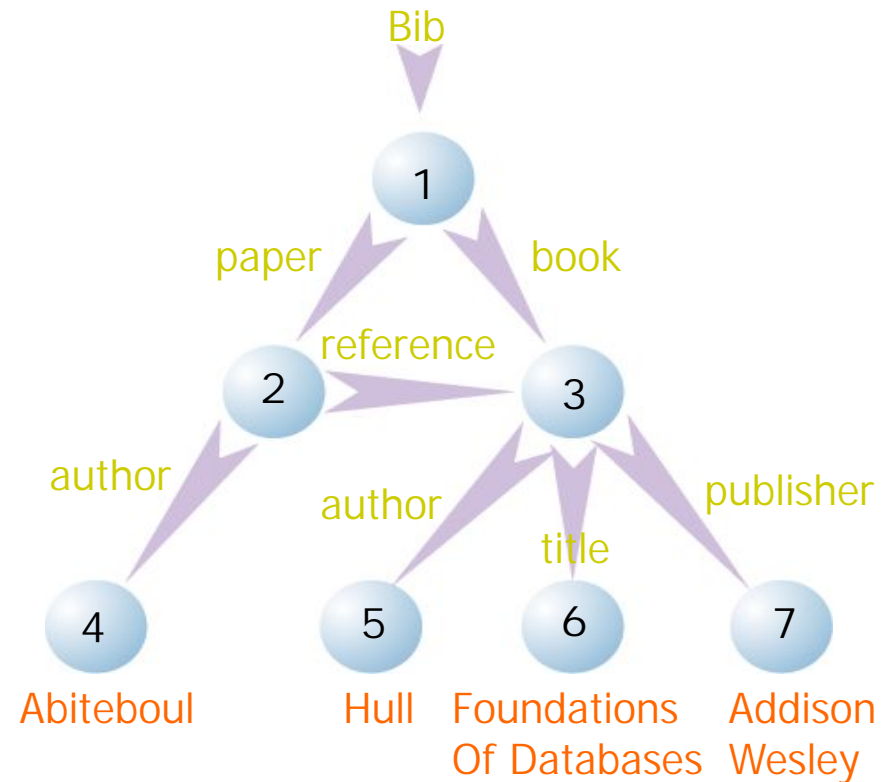 Bib
1
paper
book
reference
2
3
author
author
title
publisher
4
5
6
7
Abiteboul
Hull
Foundations
Of Databases
Addison
Wesley